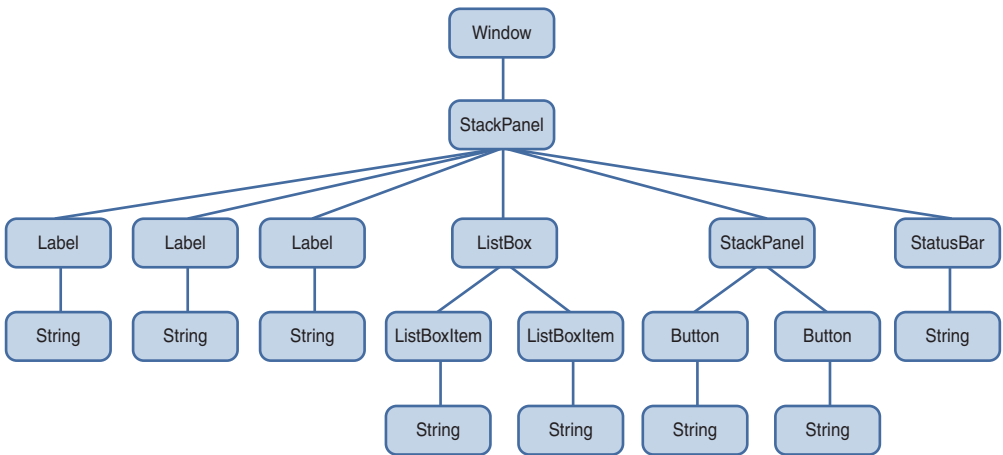 Window
StackPanel
Label
Label
Label
ListBox
StackPanel
StatusBar
String
String
String
ListBoxItem
ListBoxItem
Button
Button
String
String
String
String
String